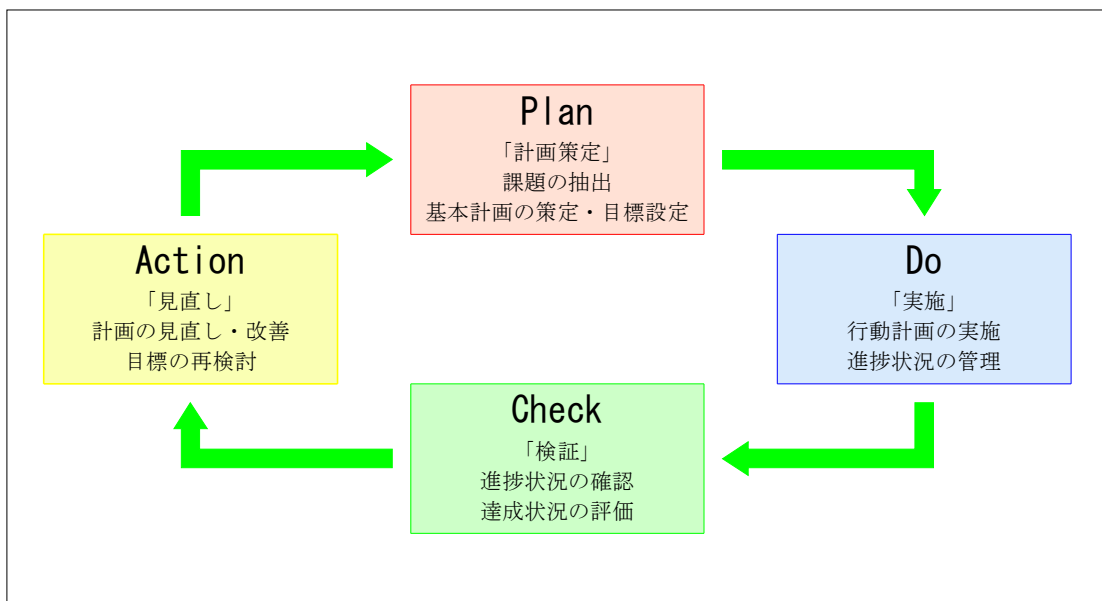 Plan
「計画策定」
課題の抽出
基本計画の策定・目標設定
Do
「実施」
行動計画の実施
進捗状況の管理
Check
「検証」
進捗状況の確認
達成状況の評価
Action
「見直し」
計画の見直し・改善
目標の再検討